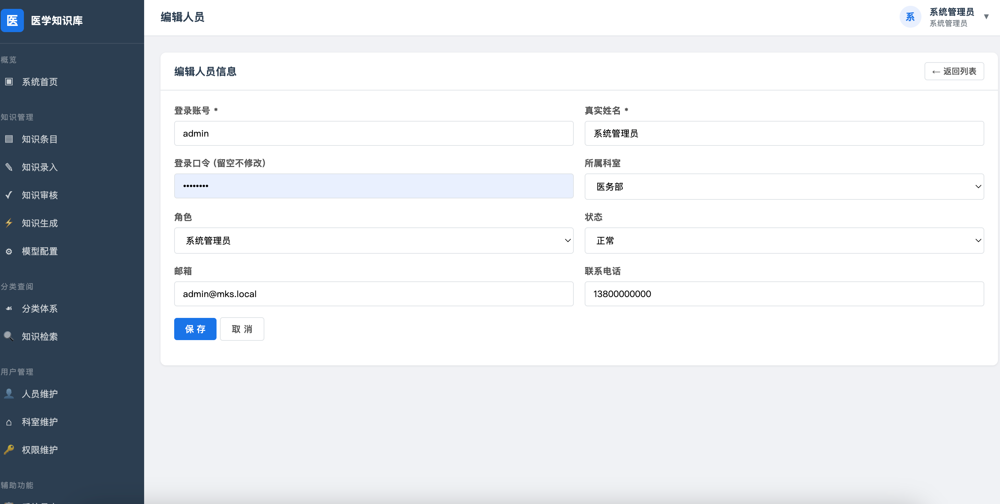 医 医学知识库
概览
系统首页
知识管理
知识条目
知识录入
知识审核
知识生成
模型配置
分类查阅
分类体系
知识检索
用户管理
人员维护
科室维护
权限维护
辅助功能
编辑人员
系 系统管理员
系统管理员
编辑人员信息
← 返回列表
登录账号 *
admin
真实姓名 *
系统管理员
登录口令 (留空不修改)
••••••••
所属科室
医务部
角色
系统管理员
状态
正常
邮箱
admin@mks.local
联系电话
13800000000
保 存
取 消